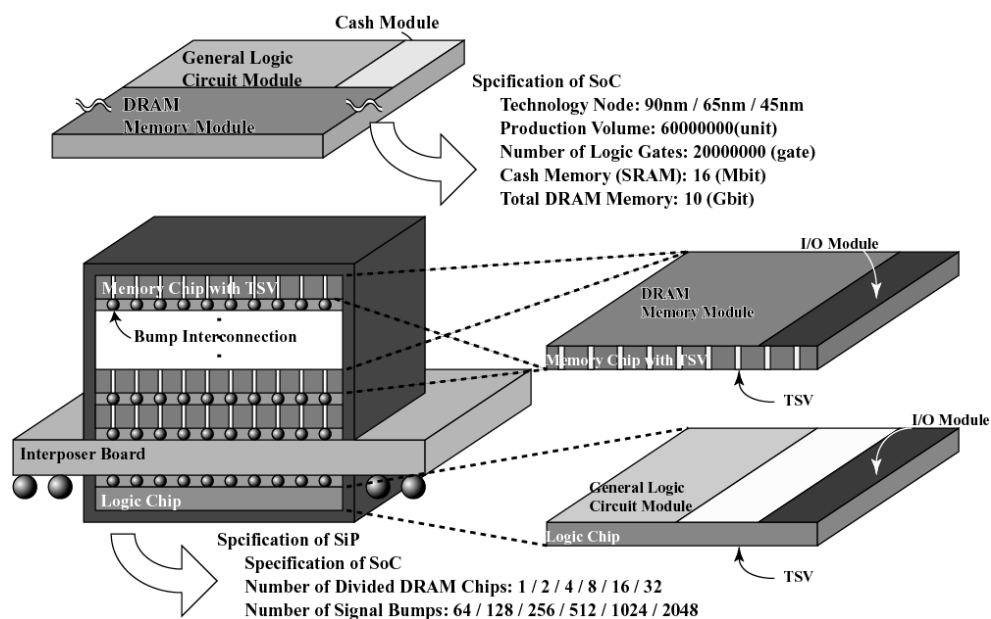 Cash Module
General Logic
Circuit Module
DRAM
Memory Module
Spcification of SoC
Technology Node: 90nm / 65nm / 45nm
Production Volume: 60000000(unit)
Number of Logic Gates: 20000000 (gate)
Cash Memory (SRAM): 16 (Mbit)
Total DRAM Memory: 10 (Gbit)
Memory Chip with TSV
Bump Interconnection
Interposer Board
Logic Chip
I/O Module
DRAM
Memory Module
Memory Chip with TSV
TSV
I/O Module
General Logic
Circuit Module
Logic Chip
TSV
Spcification of SiP
Specification of SoC
Number of Divided DRAM Chips: 1 / 2 / 4 / 8 / 16 / 32
Number of Signal Bumps: 64 / 128 / 256 / 512 / 1024 / 2048